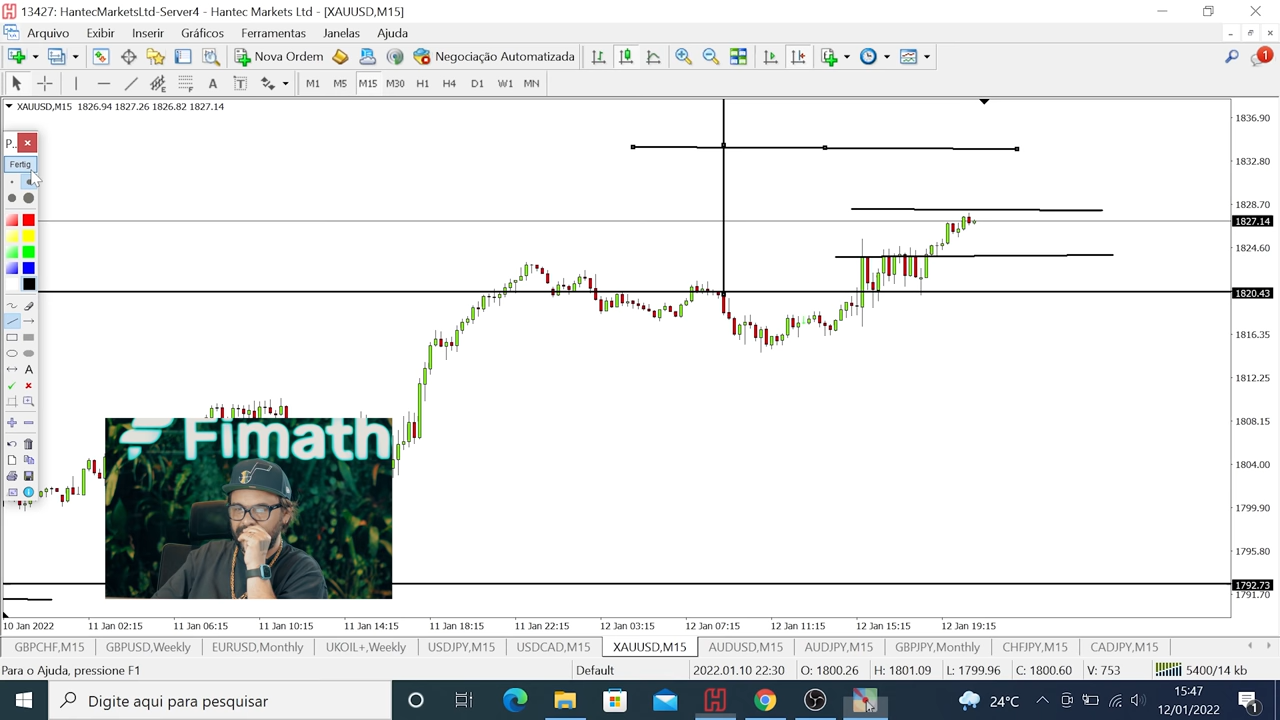 13427: HantecMarketsLtd-Server4 - Hantec Markets Ltd - [XAUUSD,M15]
Arquivo Exibir Inserir Gráficos Ferramentas Janelas Ajuda
Nova Ordem Negociação Automatizada 1
A T M1 M5 M15 M30 H1 H4 D1 W1 MN
XAUUSD,M15 1826.94 1827.26 1826.82 1827.14
P...
Fertig
A
1836.90
1832.80
1828.70
1827.14
1824.60
1820.43
1816.35
1812.25
1808.15
1804.00
1799.90
1795.80
1792.73
1791.70
Fimath
10 Jan 2022 11 Jan 02:15 11 Jan 06:15 11 Jan 10:15 11 Jan 14:15 11 Jan 18:15 11 Jan 22:15 12 Jan 03:15 12 Jan 07:15 12 Jan 11:15 12 Jan 15:15 12 Jan 19:15
GBPCHF,M15 GBPUSD,Weekly EURUSD,Monthly UKOIL+,Weekly USDJPY,M15 USDCAD,M15 XAUUSD,M15 AUDUSD,M15 AUDJPY,M15 GBPJPY,Monthly CHFJPY,M15 CADJPY,M15
Para o Ajuda, pressione F1 Default 2022.01.10 22:30 O: 1800.26 H: 1801.09 L: 1799.96 C: 1800.60 V: 753 5400/14 kb
Digite aqui para pesquisar 24°C 15:47
12/01/2022 1